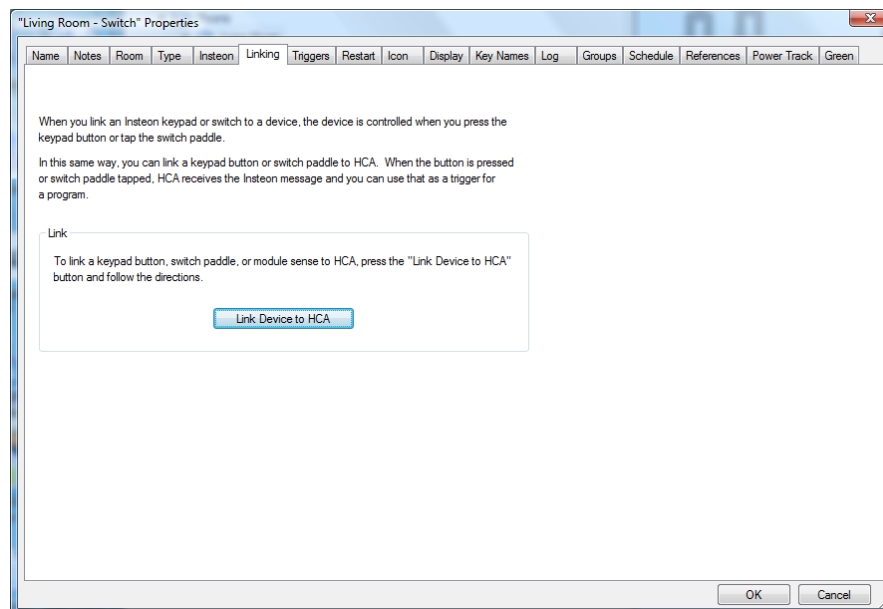 "Living Room - Switch" Properties
Name Notes Room Type Insteon Linking Triggers Restart Icon Display Key Names Log Groups Schedule References Power Track Green
When you link an Insteon keypad or switch to a device, the device is controlled when you press the
keypad button or tap the switch paddle.
In this same way, you can link a keypad button or switch paddle to HCA. When the button is pressed
or switch paddle tapped, HCA receives the Insteon message and you can use that as a trigger for
a program.
Link
To link a keypad button, switch paddle, or module sense to HCA, press the "Link Device to HCA"
button and follow the directions.
Link Device to HCA
OK Cancel